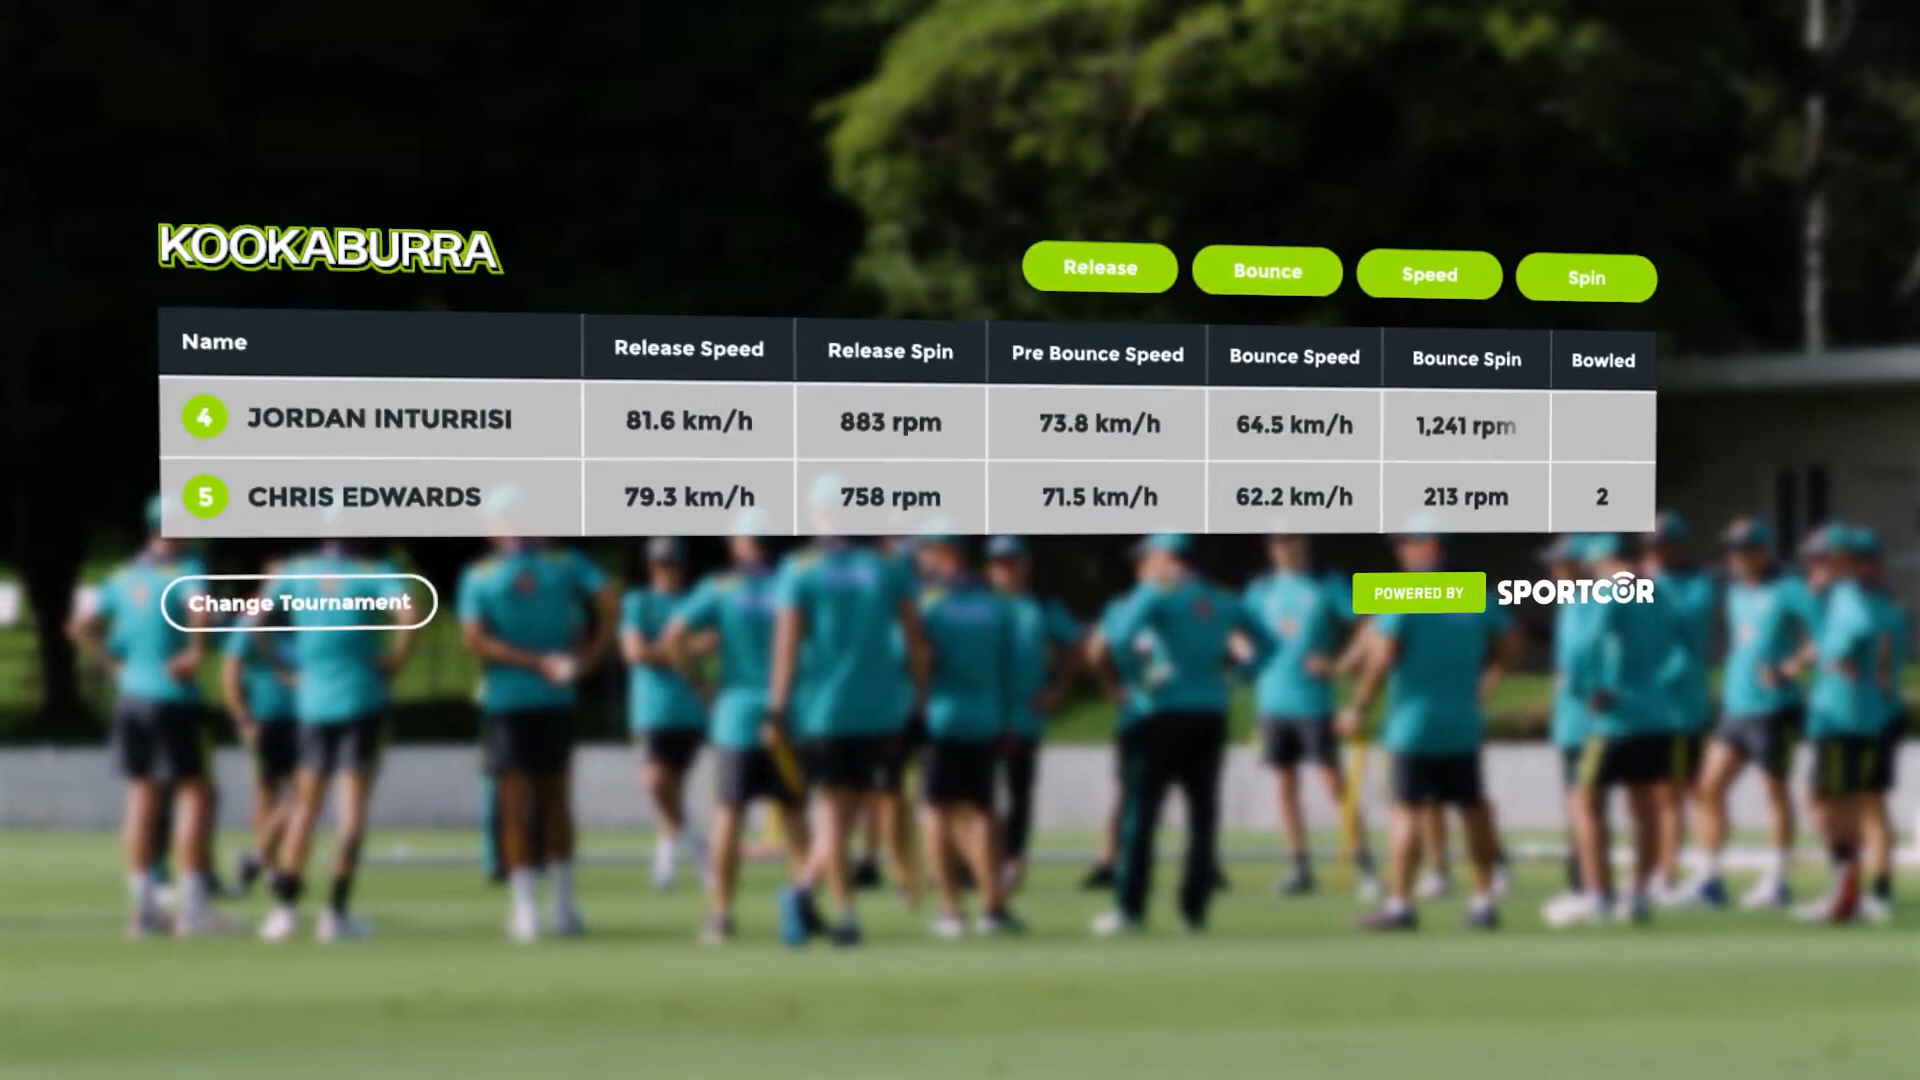 KOOKABURRA
Release Bounce Speed Spin
Name Release Speed Release Spin Pre Bounce Speed Bounce Speed Bounce Spin Bowled
4 JORDAN INTURRISI 81.6 km/h 883 rpm 73.8 km/h 64.5 km/h 1,241 rpm
5 CHRIS EDWARDS 79.3 km/h 758 rpm 71.5 km/h 62.2 km/h 213 rpm 2
Change Tournament
POWERED BY SPORTCOR